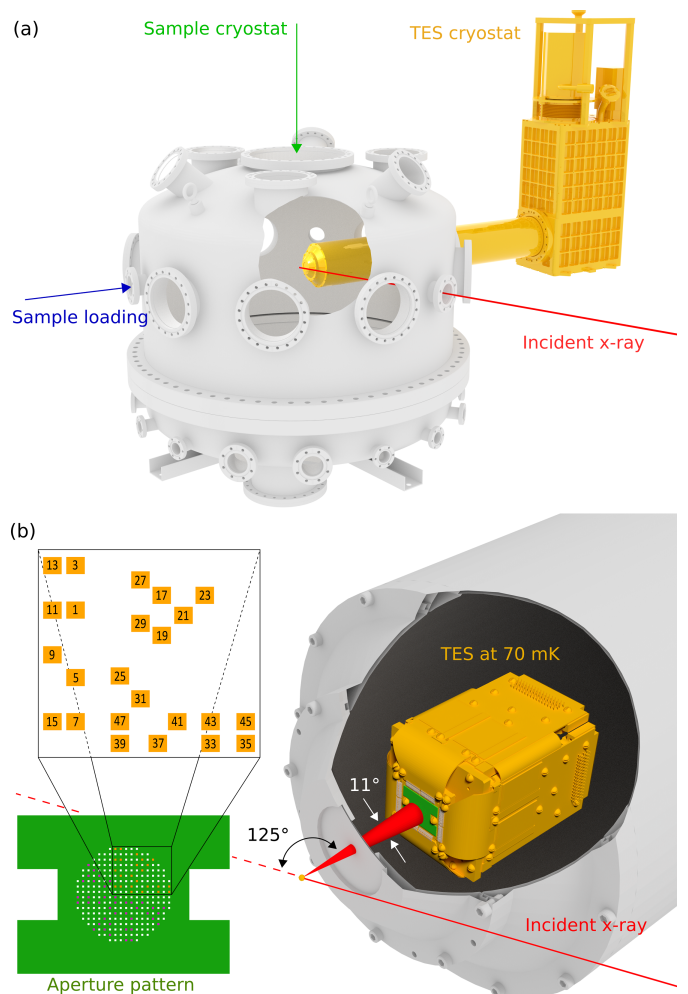 (a)
Sample cryostat
TES cryostat
Sample loading
Incident x-ray
(b)
13 3
27
17 23
11 1
21
29
19
9
5 25
31
15 7 47 41 43 45
39 37 33 35
TES at 70 mK
11°
125°
Incident x-ray
Aperture pattern